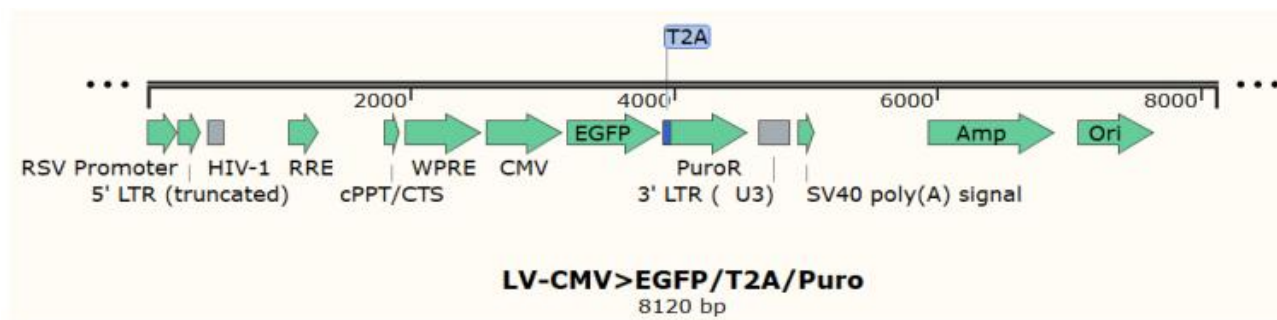 T2A
2000 4000 6000 8000
EGFP Amp Ori
RSV Promoter HIV-1 RRE WPRE CMV PuroR
5' LTR (truncated) cPPT/CTS 3' LTR ( U3) SV40 poly(A) signal
LV-CMV>EGFP/T2A/Puro
8120 bp